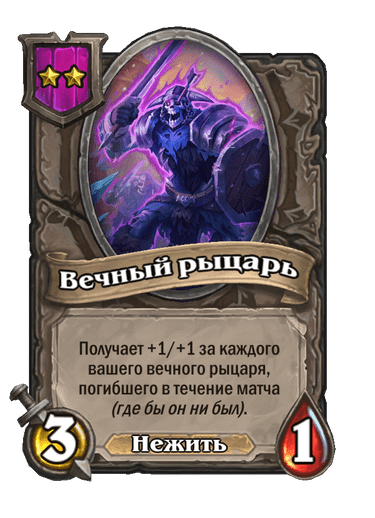 Вечный рыцарь
Получает +1/+1 за каждого
вашего вечного рыцаря,
погибшего в течение матча
(где бы он ни был).
3
Нежить
1